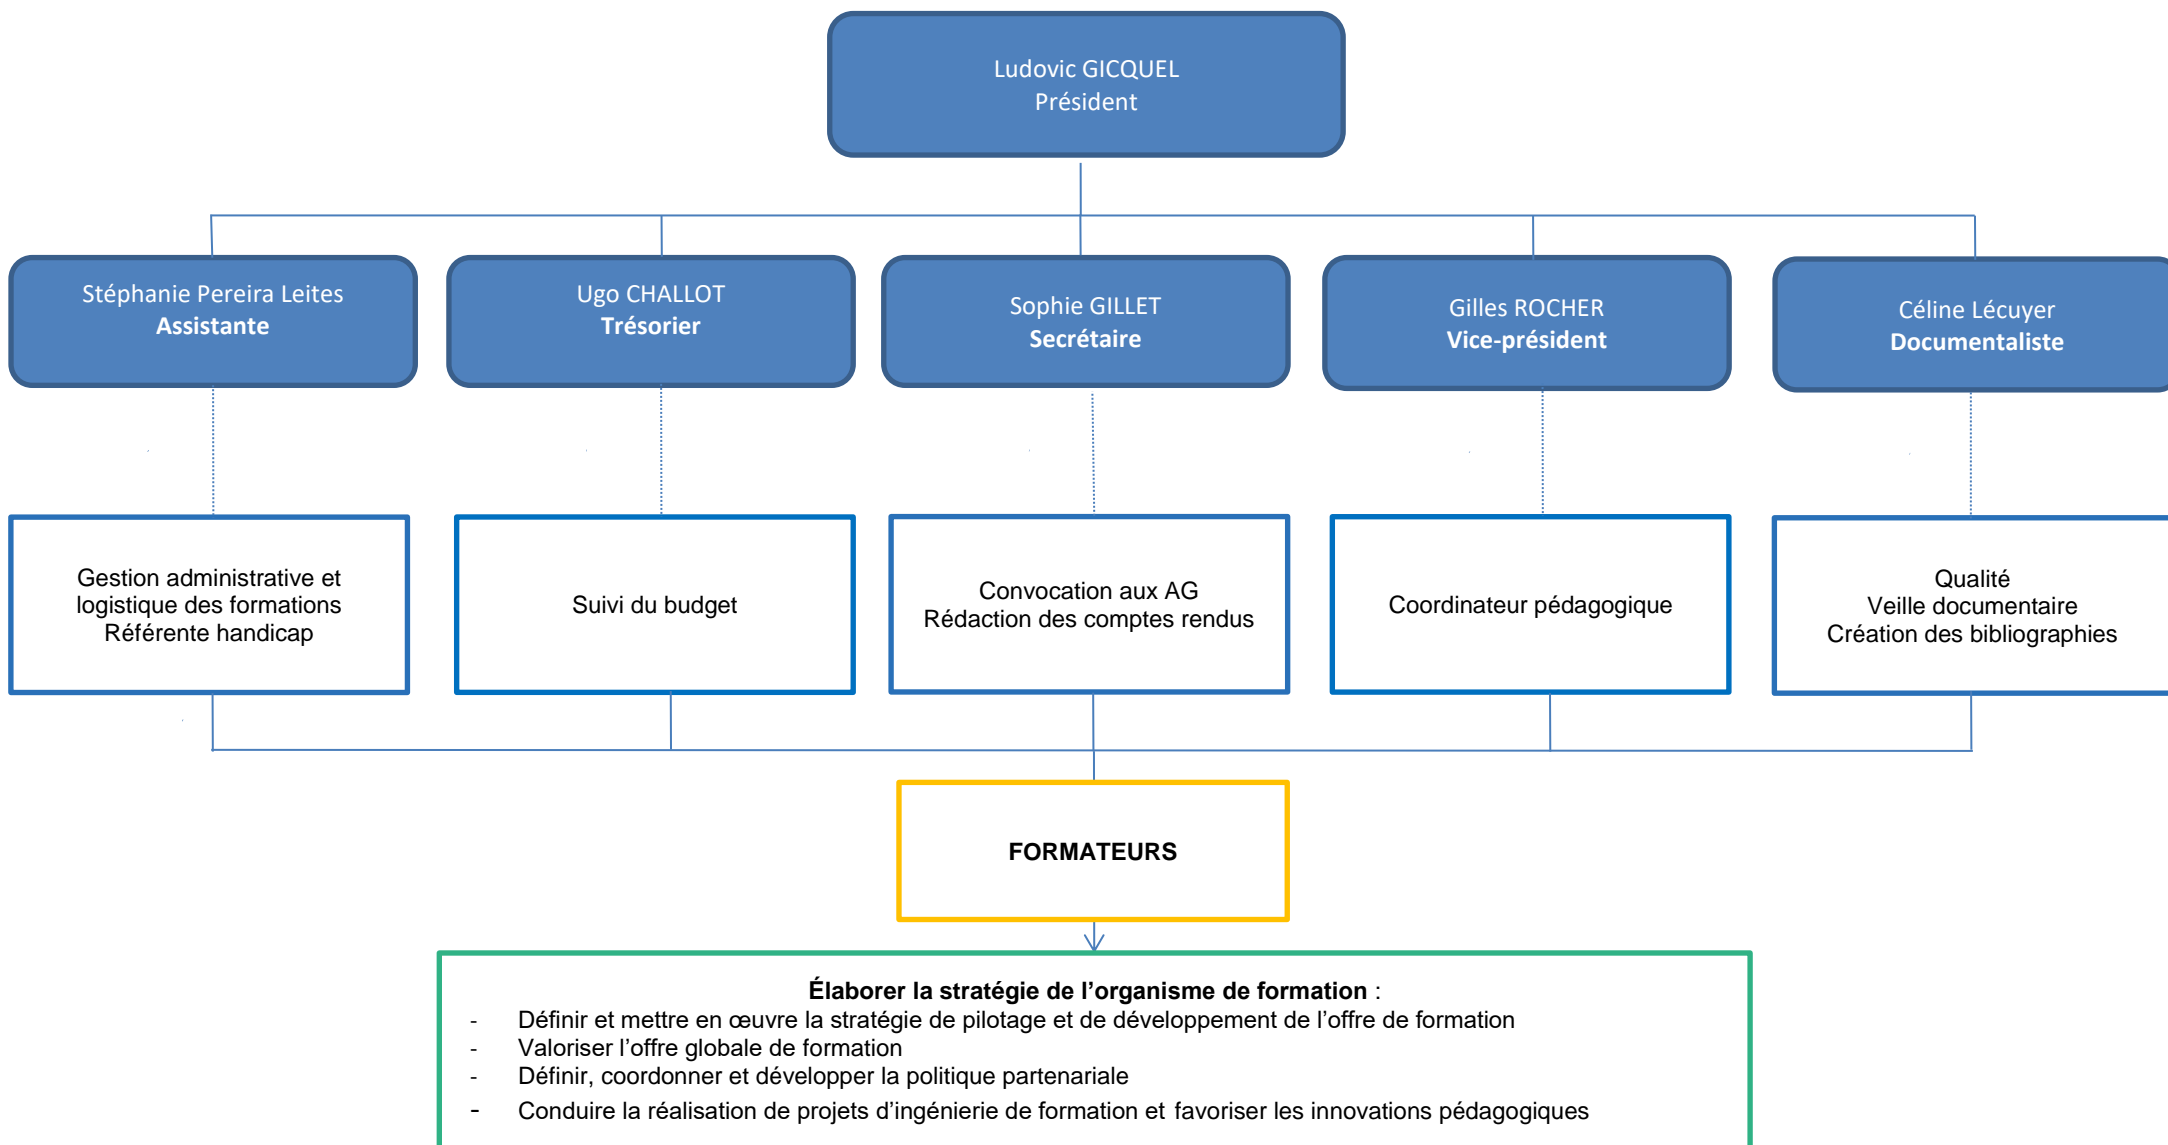 Ludovic GICQUEL
Président
Stéphanie Pereira Leites
Assistante
Ugo CHALLOT
Trésorier
Sophie GILLET
Secrétaire
Gilles ROCHER
Vice-président
Céline Lécuyer
Documentaliste
Gestion administrative et
logistique des formations
Référente handicap
Suivi du budget
Convocation aux AG
Rédaction des comptes rendus
Coordinateur pédagogique
Qualité
Veille documentaire
Création des bibliographies
FORMATEURS
Élaborer la stratégie de l’organisme de formation :
- Définir et mettre en œuvre la stratégie de pilotage et de développement de l’offre de formation
- Valoriser l’offre globale de formation
- Définir, coordonner et développer la politique partenariale
- Conduire la réalisation de projets d’ingénierie de formation et favoriser les innovations pédagogiques